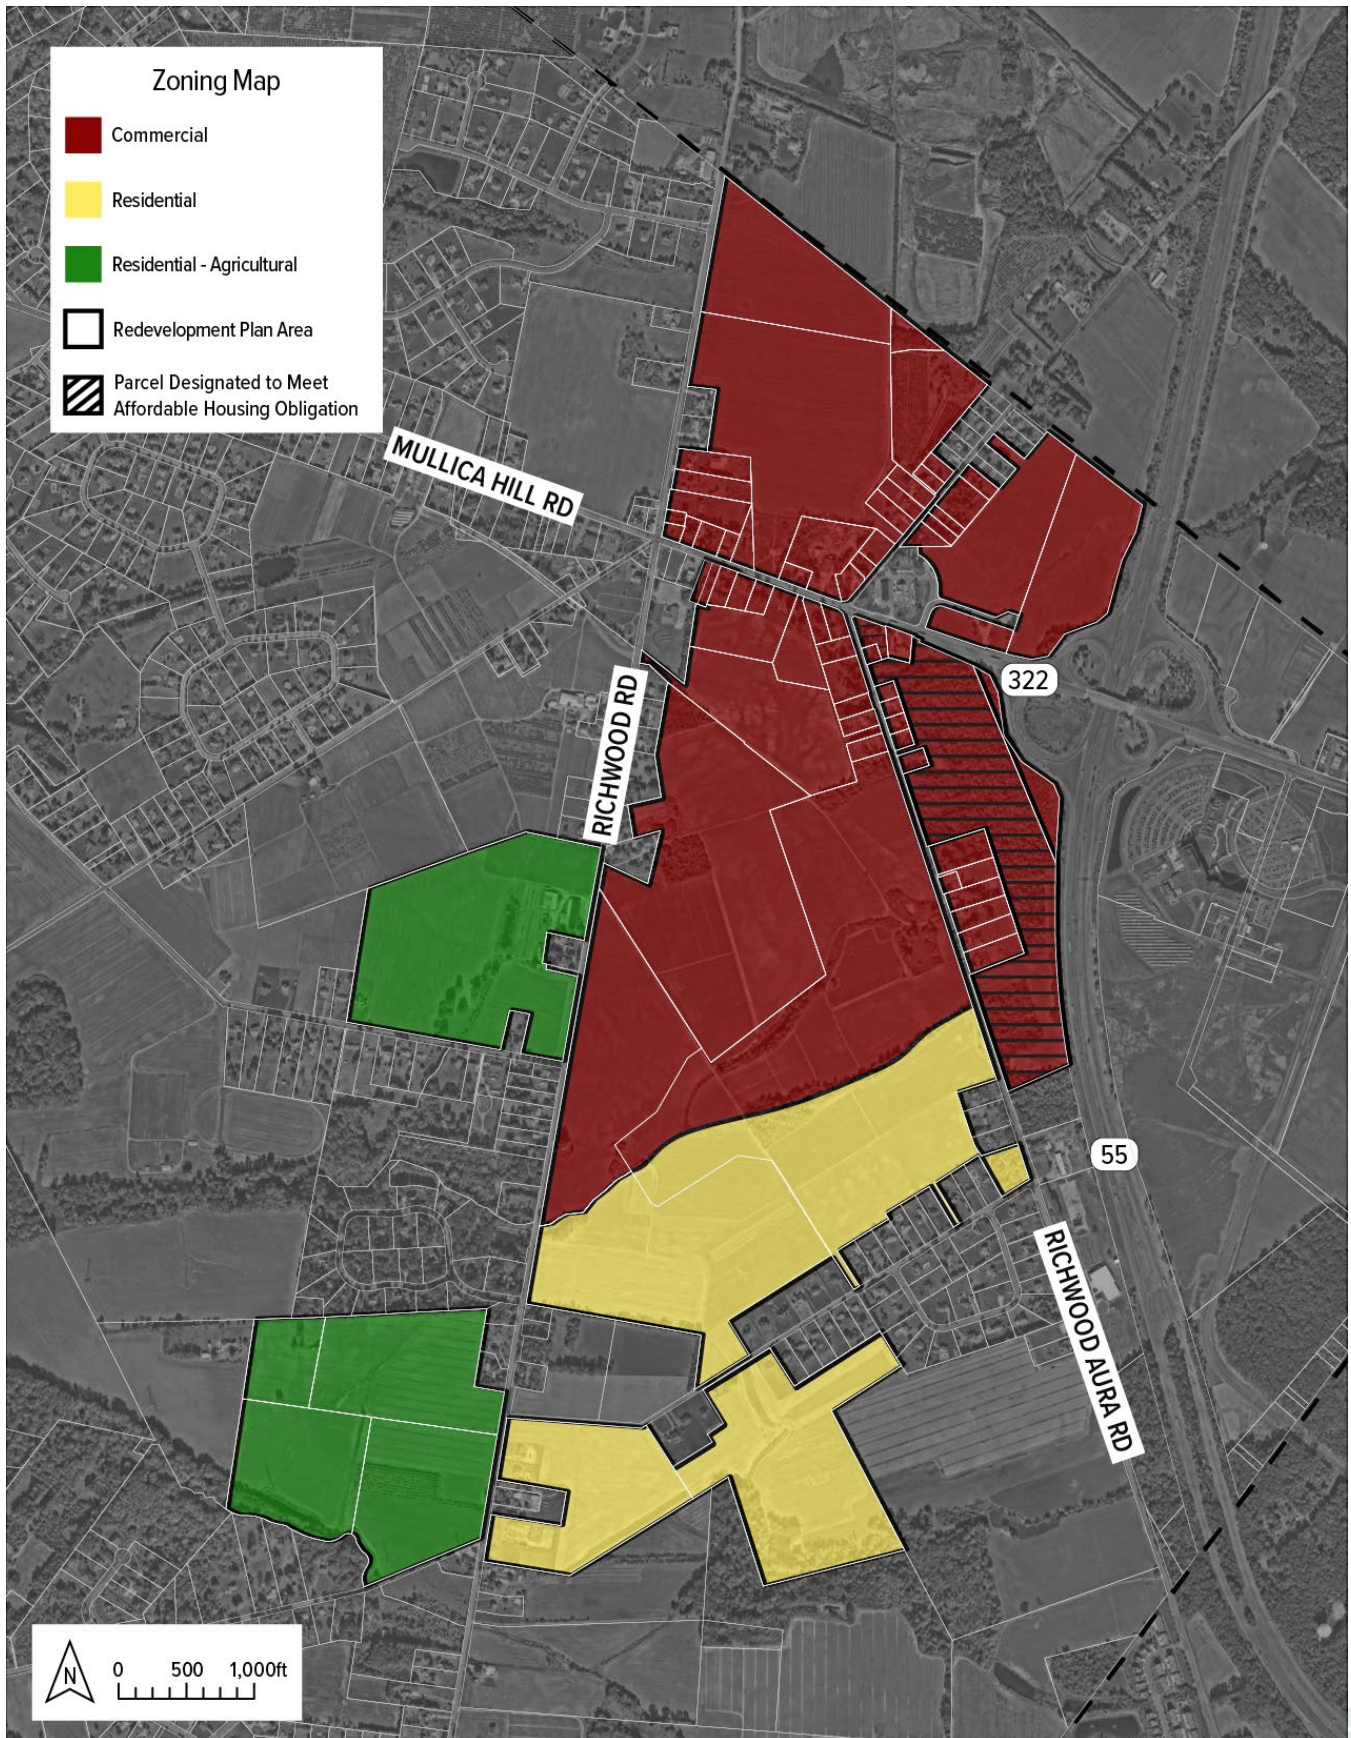 Zoning Map
Commercial
Residential
Residential - Agricultural
Redevelopment Plan Area
Parcel Designated to Meet
Affordable Housing Obligation
MULLICA HILL RD
322
RICHWOOD RD
55
RICHWOOD AURA RD
N
0 500 1,000ft